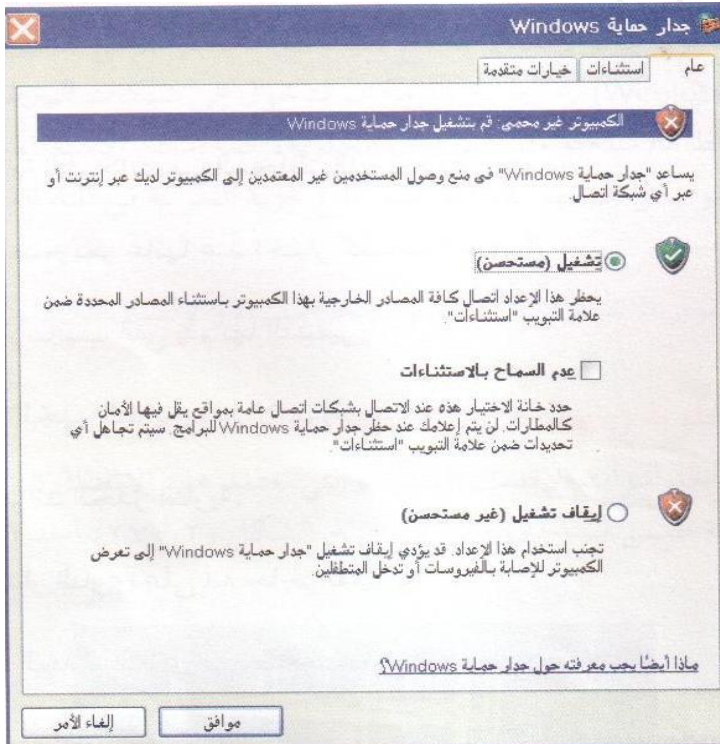 جدار حماية Windows
عام
استثناءات
خيارات متقدمة
الكمبيوتر غير محمي: قم بتشغيل جدار حماية Windows
يساعد "جدار حماية Windows" في منع وصول المستخدمين غير المعتمدين إلى الكمبيوتر لديك عبر إنترنت أو
عبر أي شبكة اتصال.
تشغيل (مستحسن)
يحظر هذا الإعداد اتصال كافة المصادر الخارجية بهذا الكمبيوتر باستثناء المصادر المحددة ضمن
علامة التبويب "استثناءات".
عدم السماح بالاستثناءات
حدد خانة الاختيار هذه عند الاتصال بشبكات اتصال عامة بمواقع يقل فيها الأمان
كالمطارات. لن يتم إعلامك عند حظر جدار حماية Windows للبرامج. سيتم تجاهل أي
تحديدات ضمن علامة التبويب "استثناءات".
إيقاف تشغيل (غير مستحسن)
تجنب استخدام هذا الإعداد. قد يؤدي إيقاف تشغيل "جدار حماية Windows" إلى تعرض
الكمبيوتر للإصابة بالفيروسات أو تدخل المتطفلين.
ماذا أيضًا يجب معرفته حول جدار حماية Windows؟
موافق
إلغاء الأمر